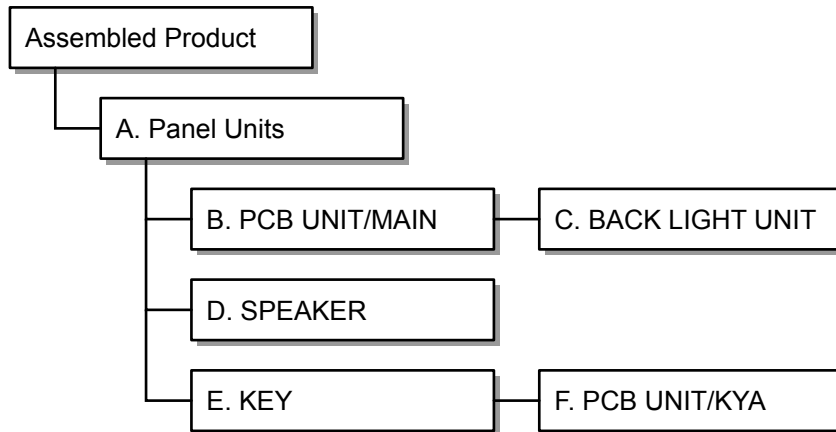 Assembled Product
A. Panel Units
B. PCB UNIT/MAIN
C. BACK LIGHT UNIT
D. SPEAKER
E. KEY
F. PCB UNIT/KYA